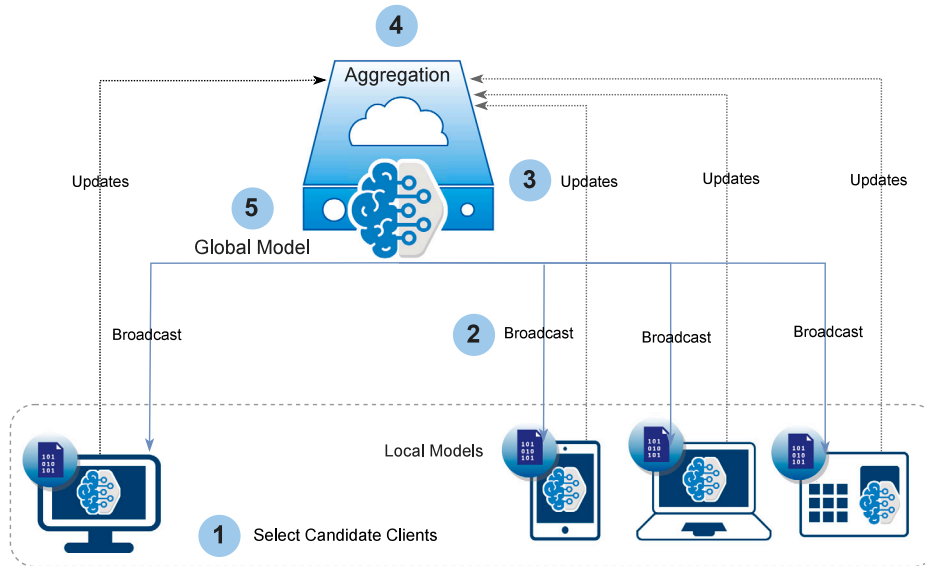 4
Aggregation
Updates
3
Updates
Updates
Updates
5
Global Model
Broadcast
2
Broadcast
Broadcast
Broadcast
101
010
101
Local Models
101
010
101
101
010
101
101
010
101
1
Select Candidate Clients